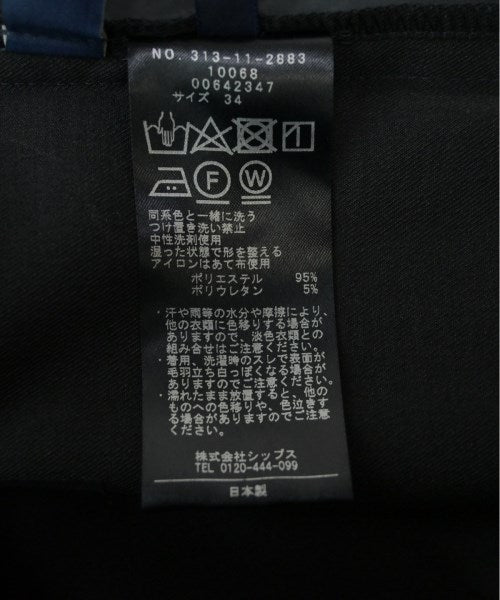 NO. 313-11-2883
10068
00642347
サイズ 34
F W
同系色と一緒に洗う
つけ置き洗い禁止
中性洗剤使用
湿った状態で形を整える
アイロンはあて布使用
ポリエステル 95%
ポリウレタン 5%
・汗や雨等の水分や摩擦により、
他の衣類に色移りする場合が
ありますので、淡色衣類との
組み合せはご注意ください。
・着用、洗濯時のスレで表面が
毛羽立ち白っぽくなる場合が
ありますのでご注意ください
・濡れたまま放置すると、他の
ものへの色移りや、色泣きす
る場合がありますのでご注意
ください。
株式会社シップス
TEL 0120-444-099
日本製